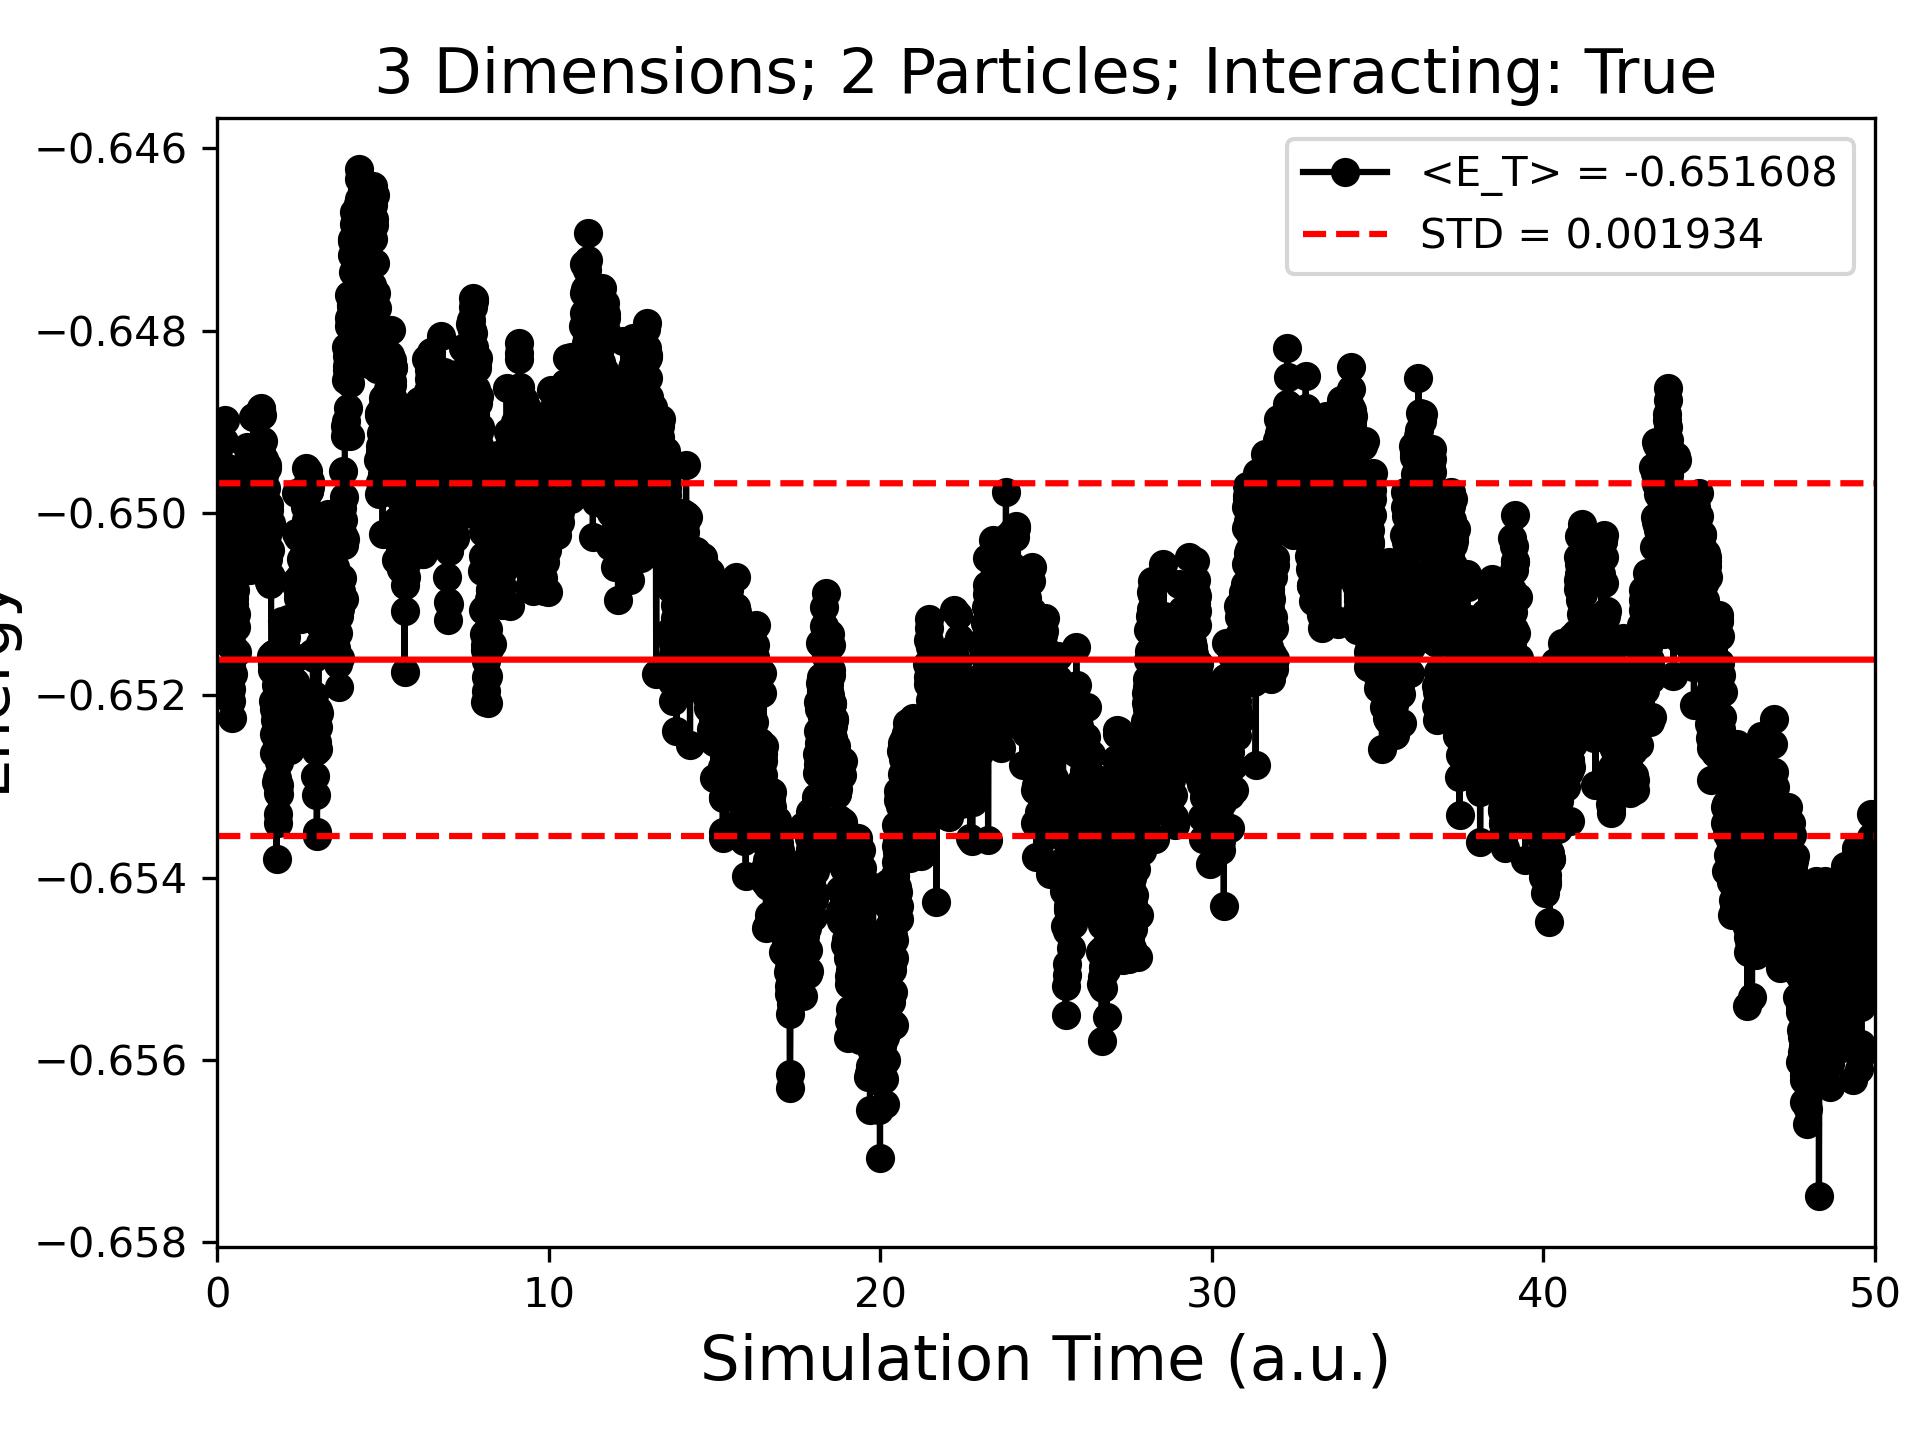 3 Dimensions; 2 Particles; Interacting: True
<E_T> = -0.651608
STD = 0.001934
−0.646
−0.648
−0.650
−0.652
−0.654
−0.656
−0.658
Energy
0 10 20 30 40 50
Simulation Time (a.u.)